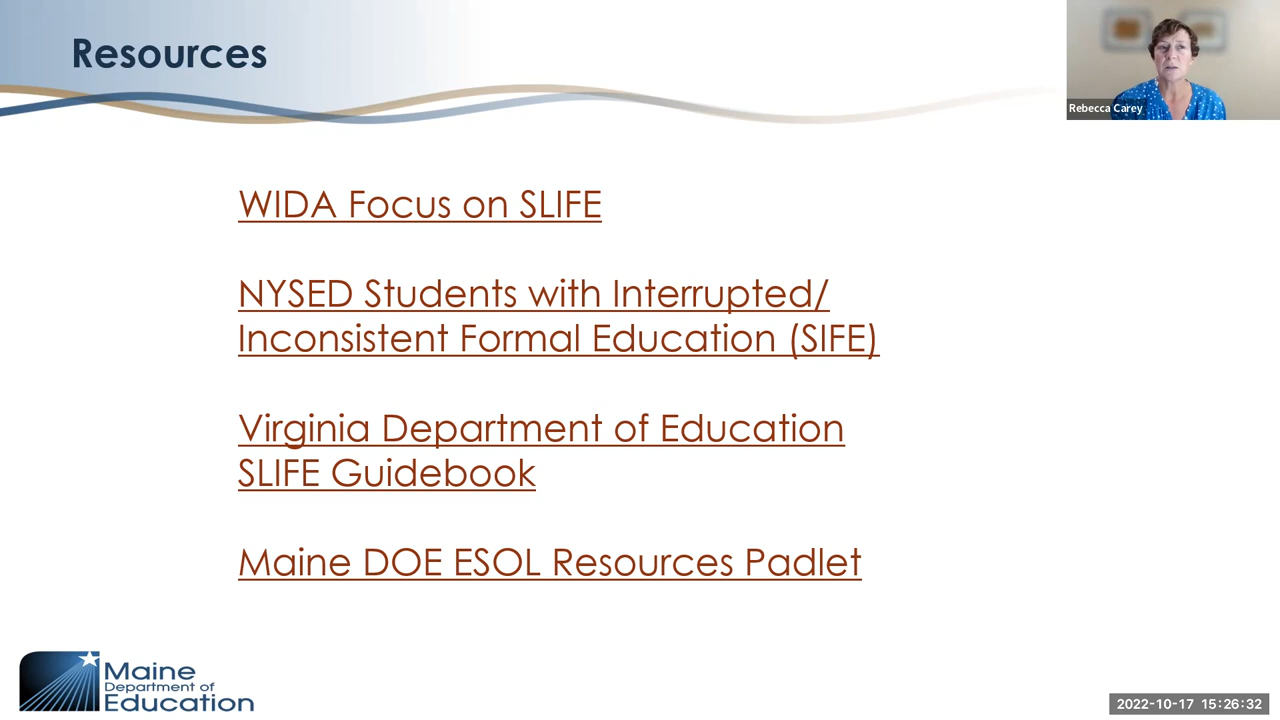 Resources
Rebecca Carey
WIDA Focus on SLIFE
NYSED Students with Interrupted/
Inconsistent Formal Education (SIFE)
Virginia Department of Education
SLIFE Guidebook
Maine DOE ESOL Resources Padlet
Maine
Department of
Education
2022-10-17 15:26:32